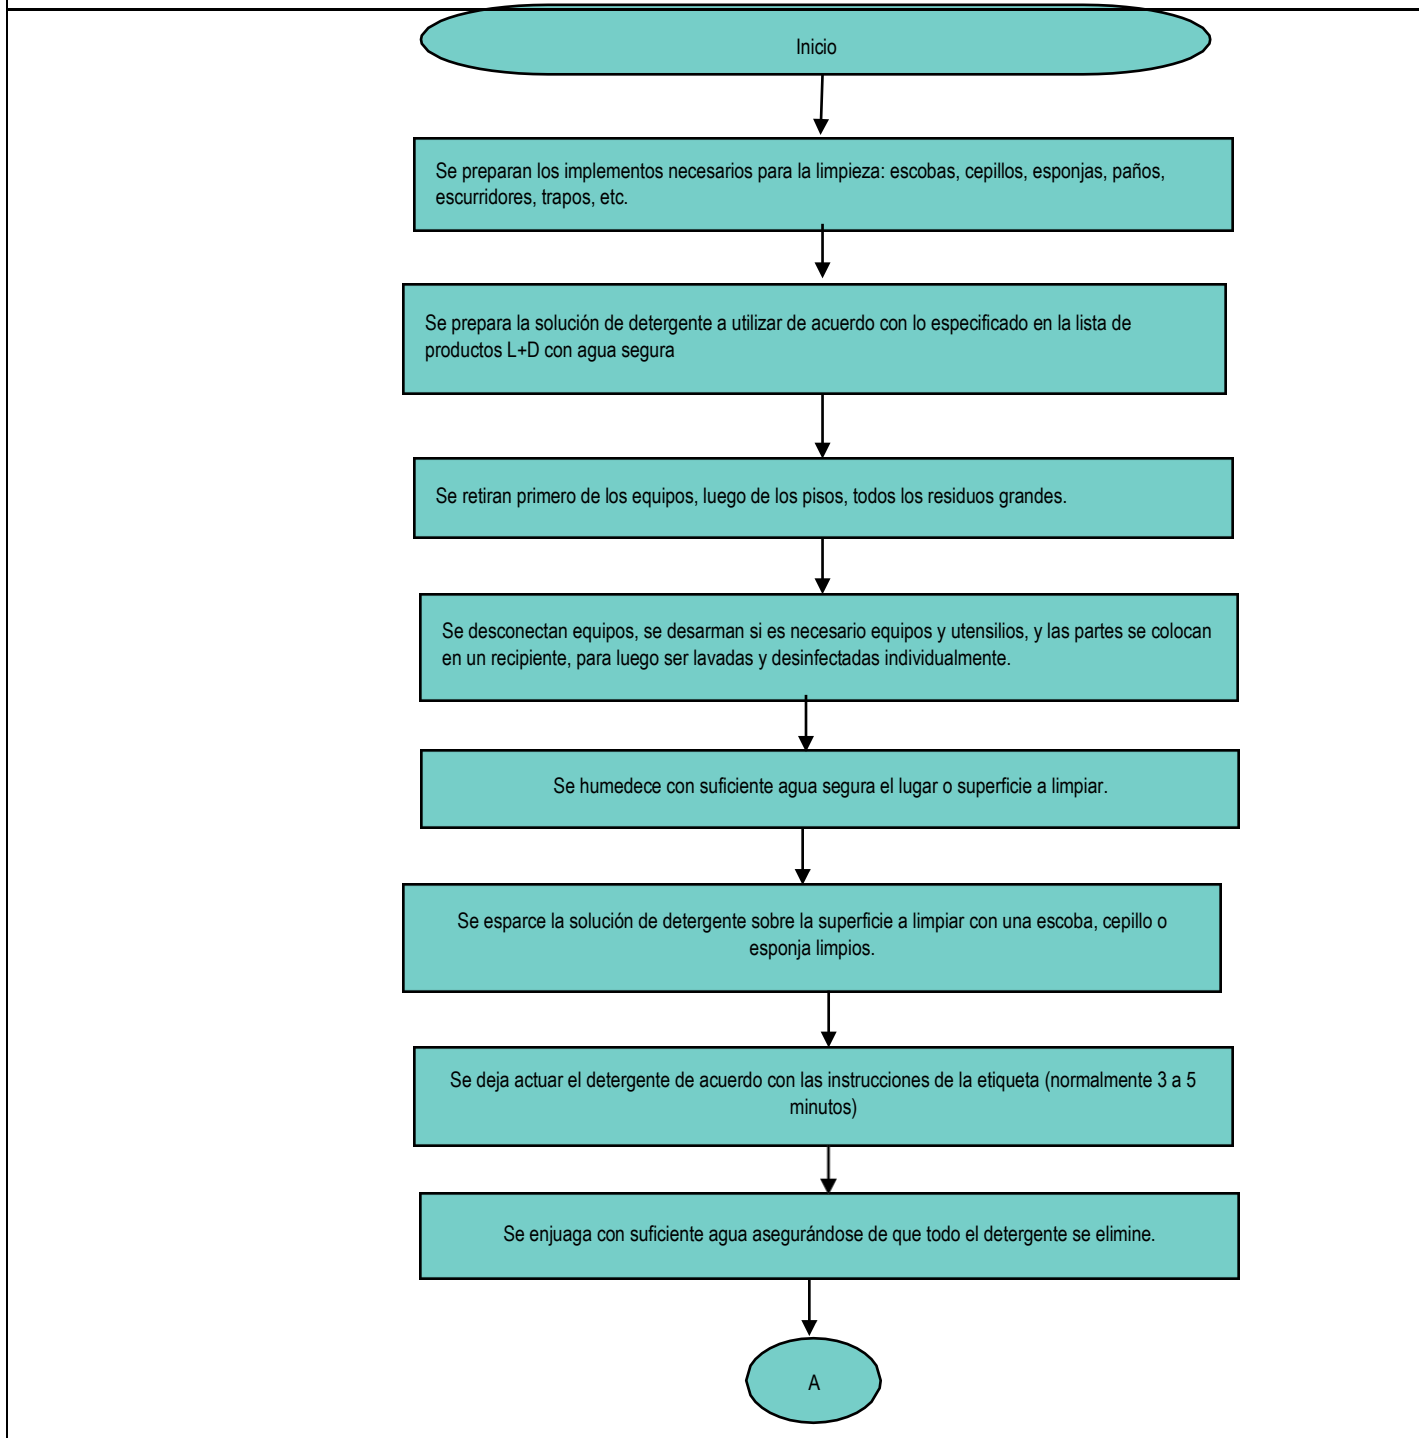 Inicio
Se preparan los implementos necesarios para la limpieza: escobas, cepillos, esponjas, paños,
escurridores, trapos, etc.
Se prepara la solución de detergente a utilizar de acuerdo con lo especificado en la lista de
productos L+D con agua segura
Se retiran primero de los equipos, luego de los pisos, todos los residuos grandes.
Se desconectan equipos, se desarman si es necesario equipos y utensilios, y las partes se colocan
en un recipiente, para luego ser lavadas y desinfectadas individualmente.
Se humedece con suficiente agua segura el lugar o superficie a limpiar.
Se esparce la solución de detergente sobre la superficie a limpiar con una escoba, cepillo o
esponja limpios.
Se deja actuar el detergente de acuerdo con las instrucciones de la etiqueta (normalmente 3 a 5
minutos)
Se enjuaga con suficiente agua asegurándose de que todo el detergente se elimine.
A